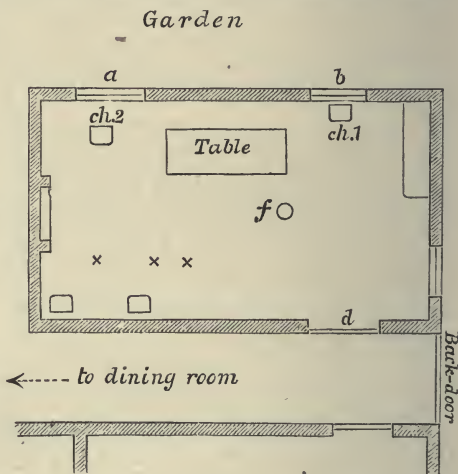 Garden
a
b
ch.2
ch.1
Table
f
x x x
d
to dining room
Back-door